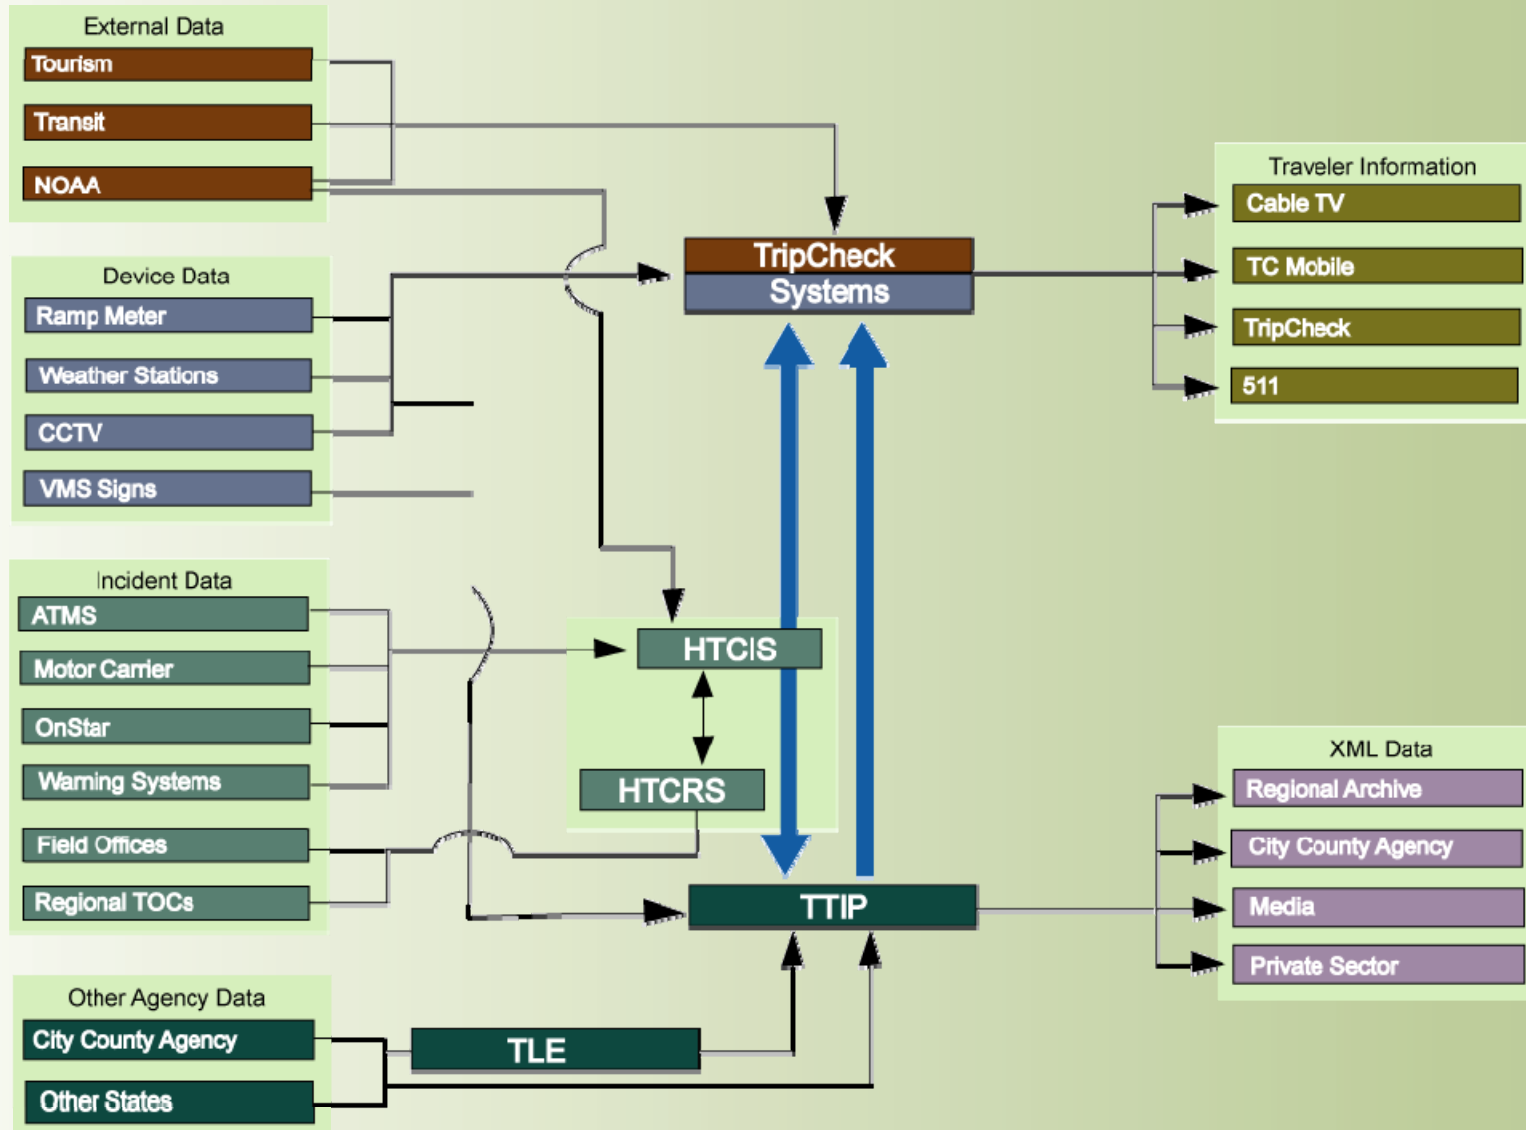 External Data
Tourism
Transit
NOAA
Device Data
Ramp Meter
Weather Stations
CCTV
VMS Signs
Incident Data
ATMS
Motor Carrier
OnStar
Warning Systems
Field Offices
Regional TOCs
Other Agency Data
City County Agency
Other States
TripCheck
Systems
HTCIS
HTCRS
TTIP
TLE
Traveler Information
Cable TV
TC Mobile
TripCheck
511
XML Data
Regional Archive
City County Agency
Media
Private Sector